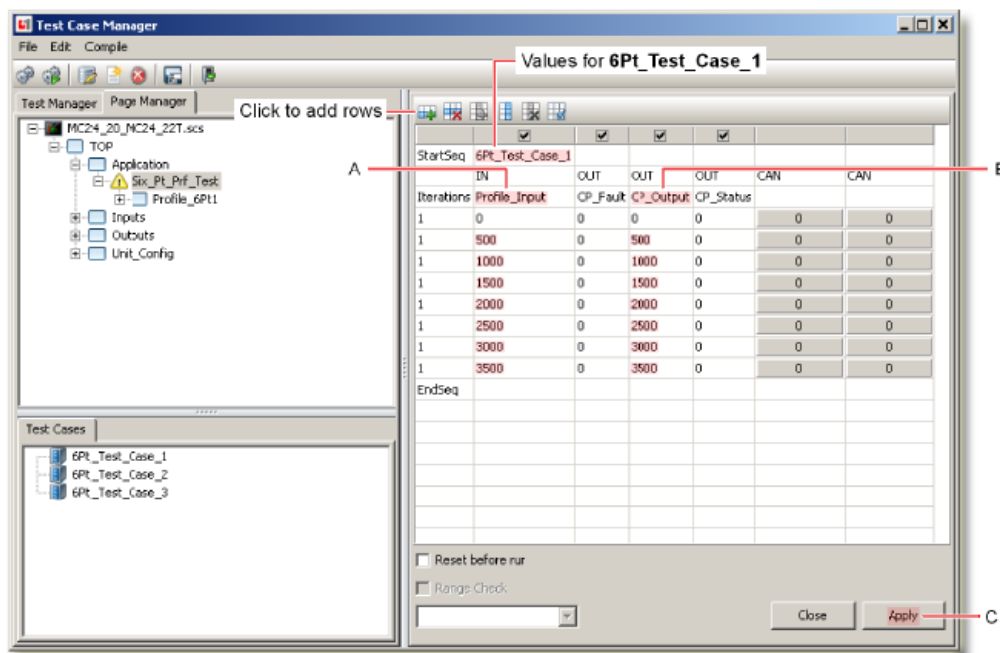 Test Case Manager
File Edit Comple
Values for 6Pt_Test_Case_1
Test Manager Page Manager
Click to add rows
MC24_20_NC24_22T.scs
TOP
Application
Six_Pt_Prf_Test
Profile_6Pt1
Inputs
Outputs
Unit_Config
A
StartSeq 6Pt_Test_Case_1
IN OUT OUT OUT CAN CAN
Iterations Profile_Input CP_Fault CP_Output CP_Status
1 0 0 0 0 0 0
1 500 0 500 0 0 0
1 1000 0 1000 0 0 0
1 1500 0 1500 0 0 0
1 2000 0 2000 0 0 0
1 2500 0 2500 0 0 0
1 3000 0 3000 0 0 0
1 3500 0 3500 0 0 0
EndSeq
Test Cases
6Pt_Test_Case_1
6Pt_Test_Case_2
6Pt_Test_Case_3
Reset before rur
Range Check
Close Apply
C